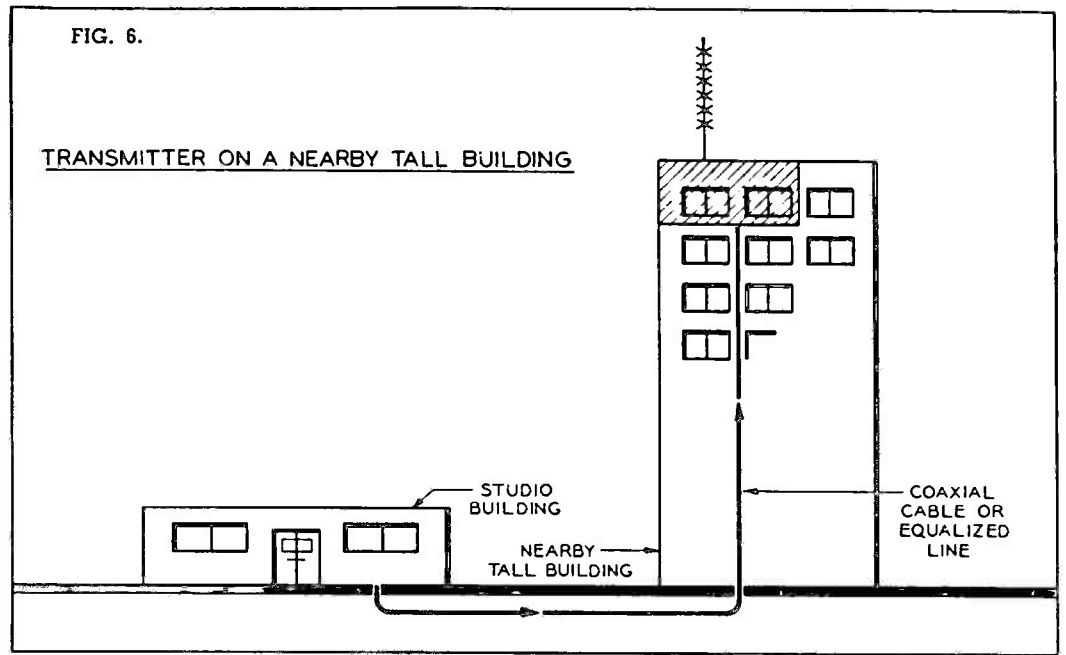 FIG. 6.
TRANSMITTER ON A NEARBY TALL BUILDING
STUDIO
BUILDING
NEARBY
TALL BUILDING
COAXIAL
CABLE OR
EQUALIZED
LINE